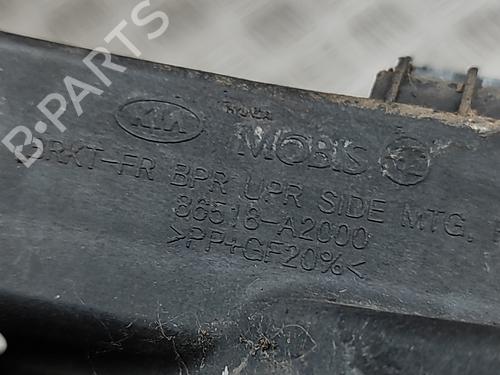 KIA MOBIS
BRKT-FR BPR UPR SIDE MTG.
86518-A2000
>PP+GF20%<
B-PARTS